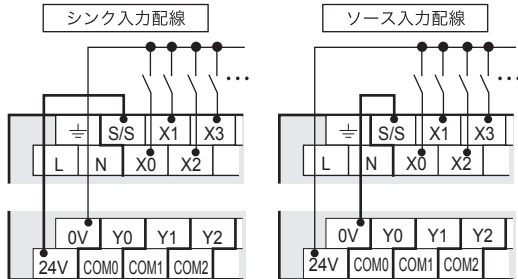 シンク入力配線
S/S X1 X3
L N X0 X2
0V Y0 Y1 Y2
24V COM0 COM1 COM2
ソース入力配線
S/S X1 X3
L N X0 X2
0V Y0 Y1 Y2
24V COM0 COM1 COM2